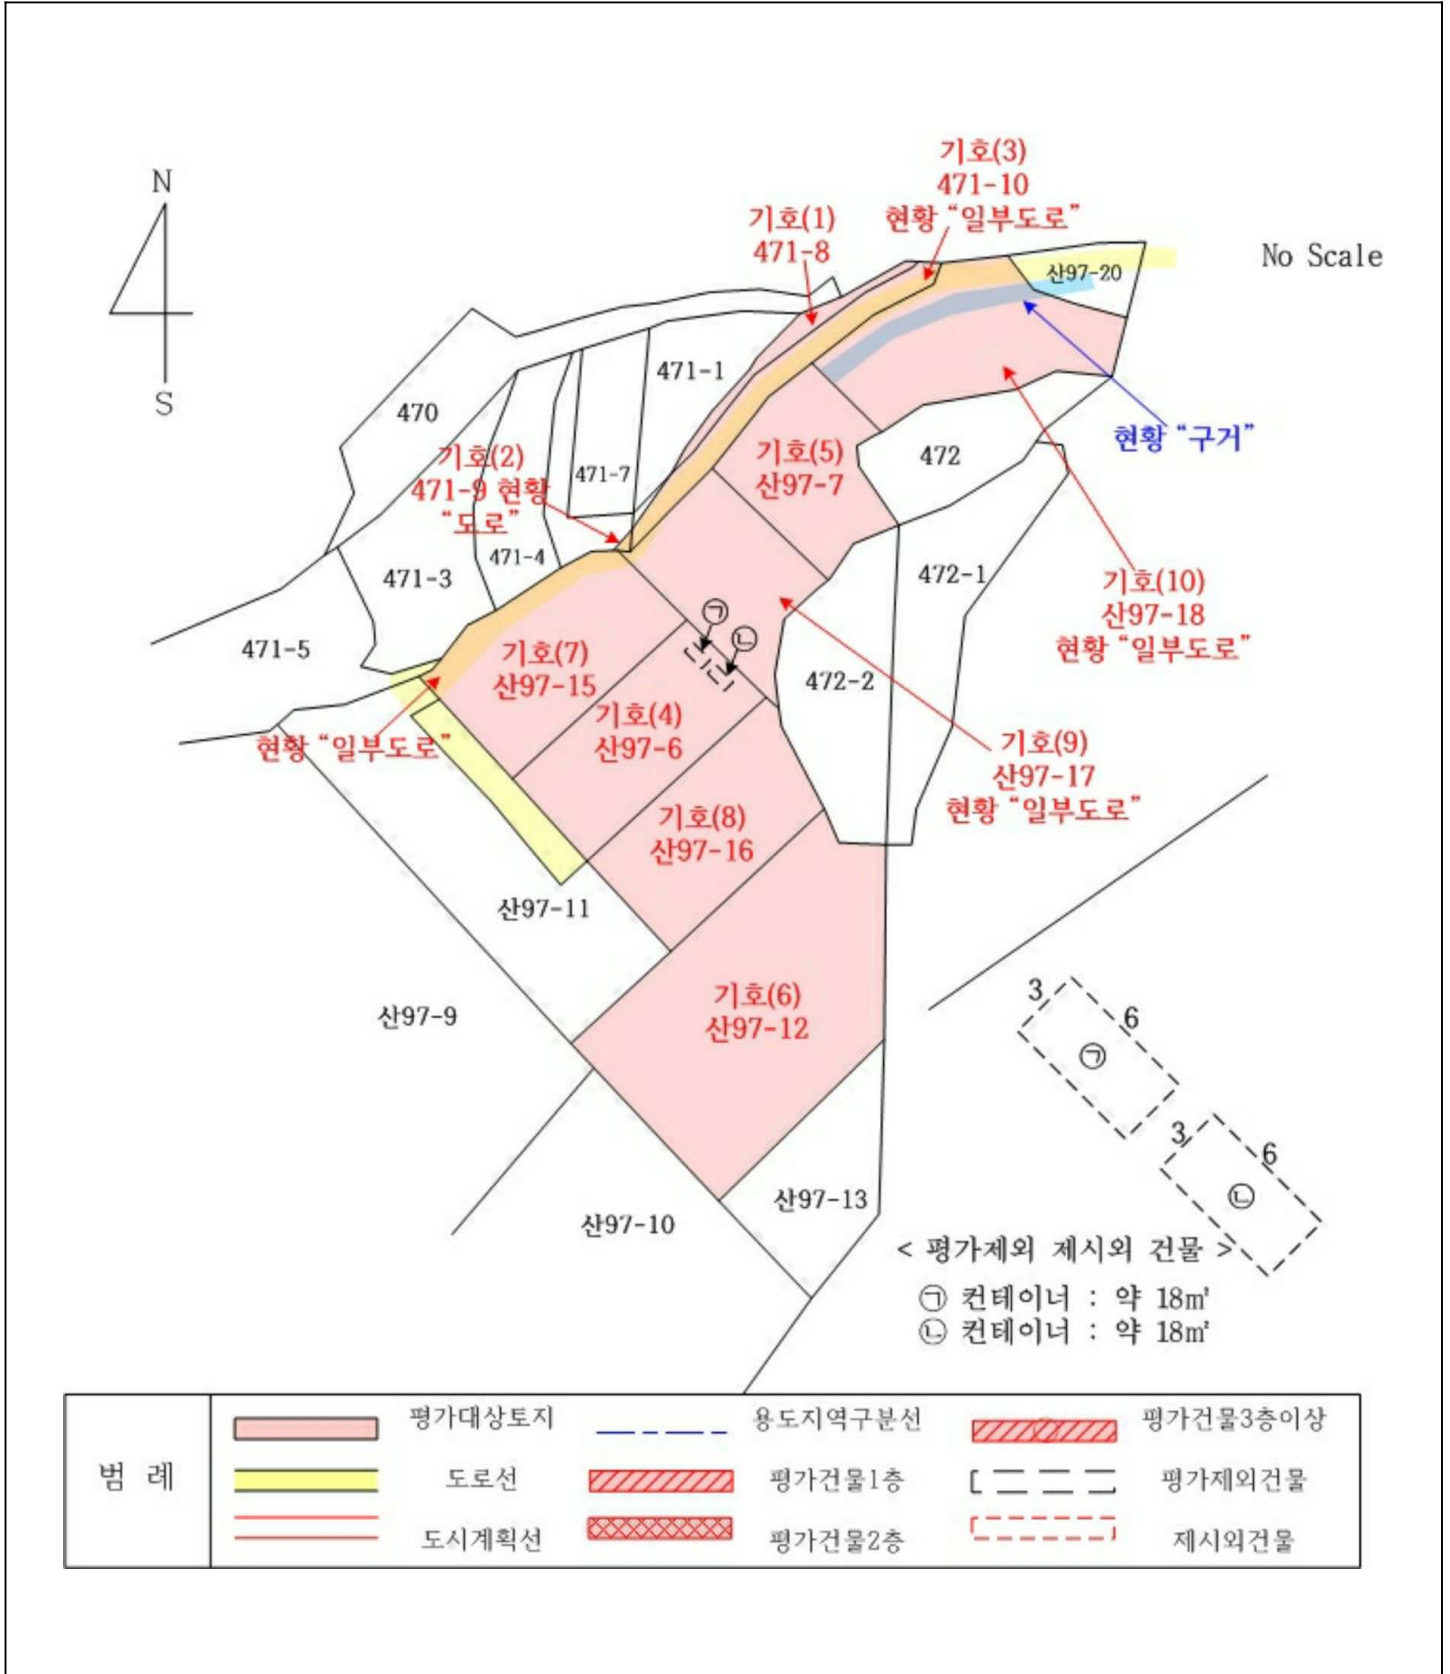 기호(3)
471-10
현황 “일부도로”
N
기호(1)
471-8
No Scale
산97-20
S
471-1
470
현황 “구거”
기호(2)
471-9 현황
“도로”
471-7
기호(5)
산97-7
472
471-4
471-3
472-1
기호(10)
산97-18
현황 “일부도로”
㉠
㉡
471-5
기호(7)
산97-15
472-2
기호(4)
산97-6
현황 “일부도로”
기호(9)
산97-17
현황 “일부도로”
기호(8)
산97-16
산97-11
산97-9
기호(6)
산97-12
3
6
㉠
3
6
㉡
산97-13
산97-10
< 평가제외 제시외 건물 >
㉠ 컨테이너 : 약 18㎡
㉡ 컨테이너 : 약 18㎡
범 례
평가대상토지
용도지역구분선
평가건물3층이상
도로선
평가건물1층
평가제외건물
도시계획선
평가건물2층
제시외건물